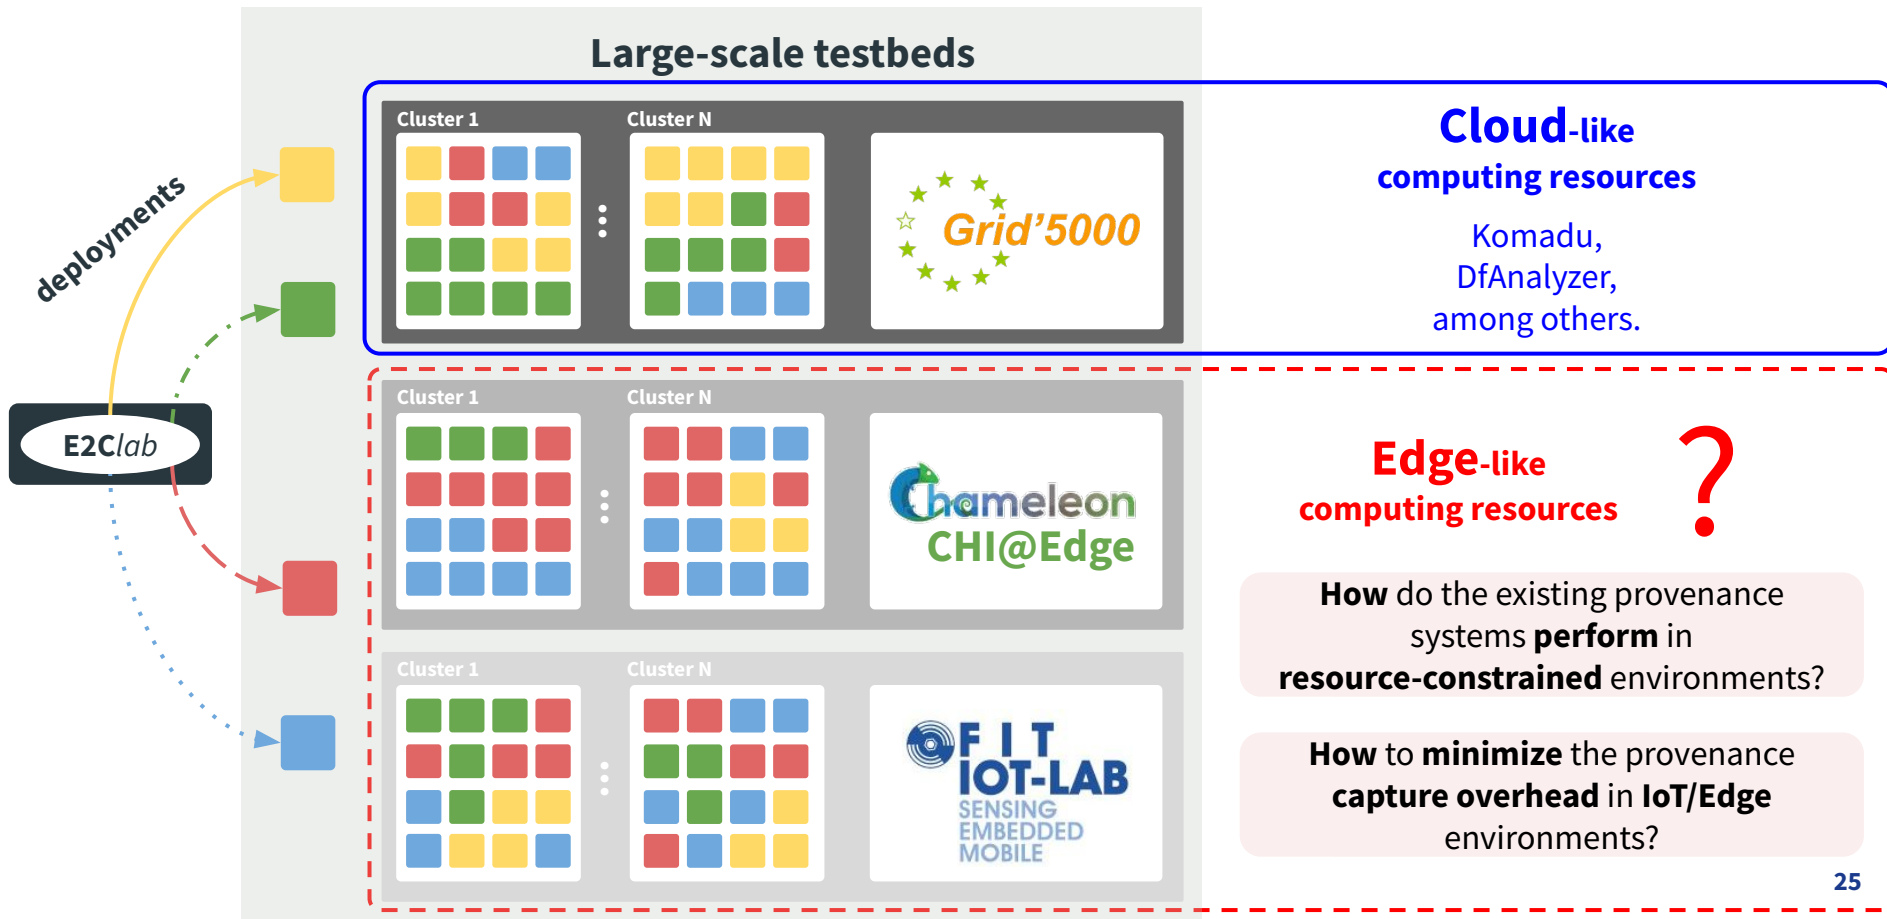 Large-scale testbeds
deployments
E2Clab
Cluster 1
Cluster N
Grid'5000
Cloud-like
computing resources
Komadu,
DfAnalyzer,
among others.
Cluster 1
Cluster N
Chameleon
CHI@Edge
Edge-like
computing resources
?
How do the existing provenance
systems perform in
resource-constrained environments?
Cluster 1
Cluster N
FIT
IOT-LAB
SENSING
EMBEDDED
MOBILE
How to minimize the provenance
capture overhead in IoT/Edge
environments?
25